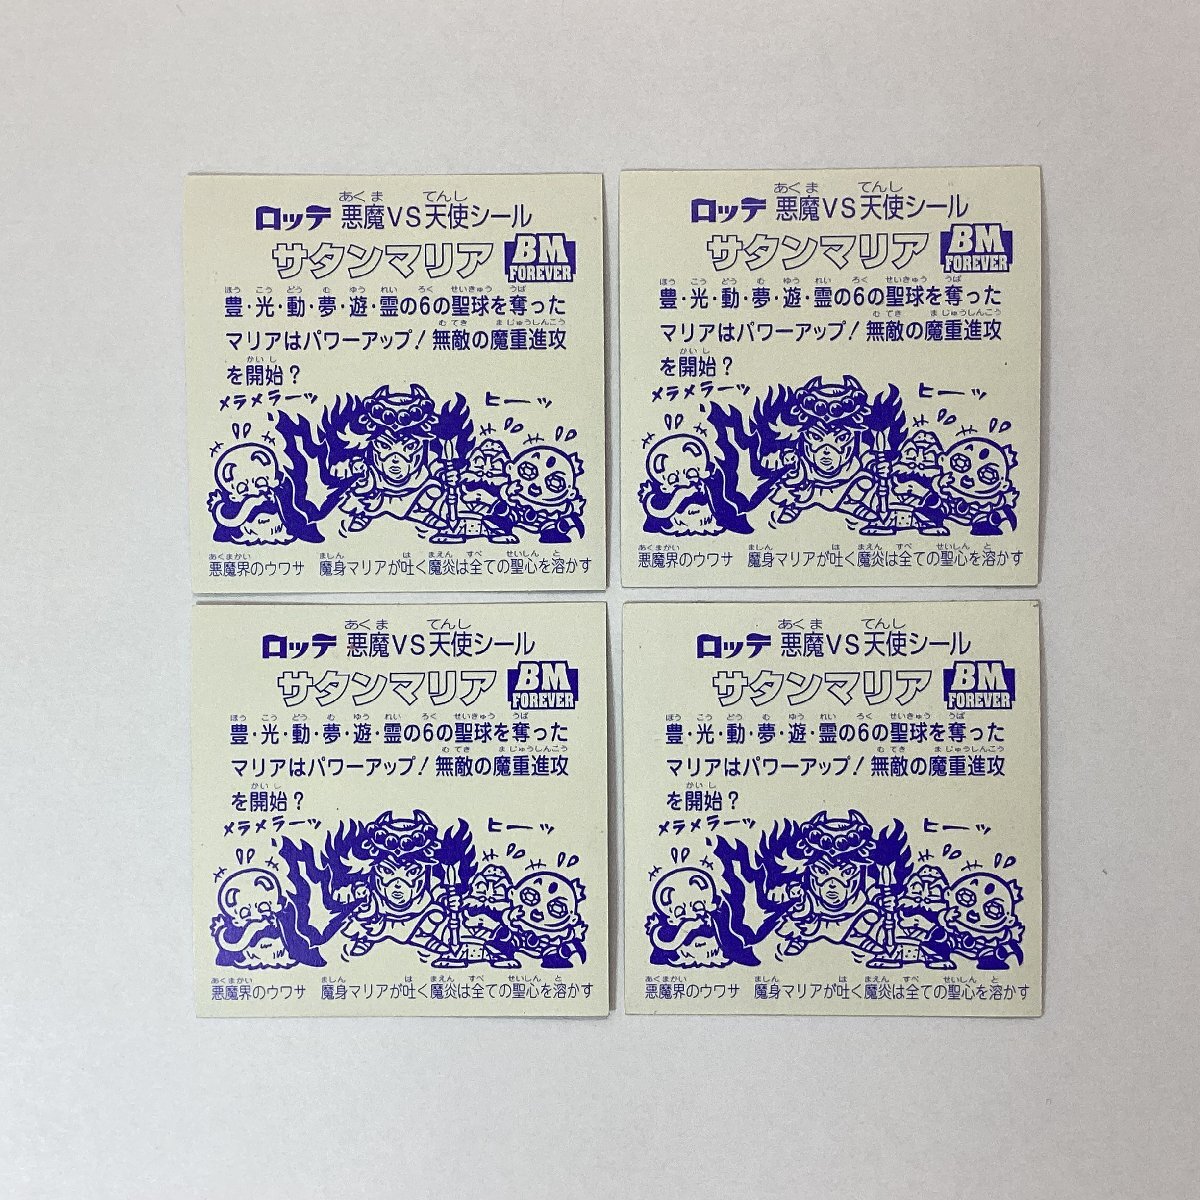 ロッテ 悪魔VS天使シール
サタンマリア BM FOREVER
豊・光・動・夢・遊・霊の6の聖球を奪った
マリアはパワーアップ! 無敵の魔重進攻
を開始?
メラメラーッ ヒーッ
悪魔界のウワサ 魔身マリアが吐く魔炎は全ての聖心を溶かす
ロッテ 悪魔VS天使シール
サタンマリア BM FOREVER
豊・光・動・夢・遊・霊の6の聖球を奪った
マリアはパワーアップ! 無敵の魔重進攻
を開始?
メラメラーッ ヒーッ
悪魔界のウワサ 魔身マリアが吐く魔炎は全ての聖心を溶かす
ロッテ 悪魔VS天使シール
サタンマリア BM FOREVER
豊・光・動・夢・遊・霊の6の聖球を奪った
マリアはパワーアップ! 無敵の魔重進攻
を開始?
メラメラーッ ヒーッ
悪魔界のウワサ 魔身マリアが吐く魔炎は全ての聖心を溶かす
ロッテ 悪魔VS天使シール
サタンマリア BM FOREVER
豊・光・動・夢・遊・霊の6の聖球を奪った
マリアはパワーアップ! 無敵の魔重進攻
を開始?
メラメラーッ ヒーッ
悪魔界のウワサ 魔身マリアが吐く魔炎は全ての聖心を溶かす